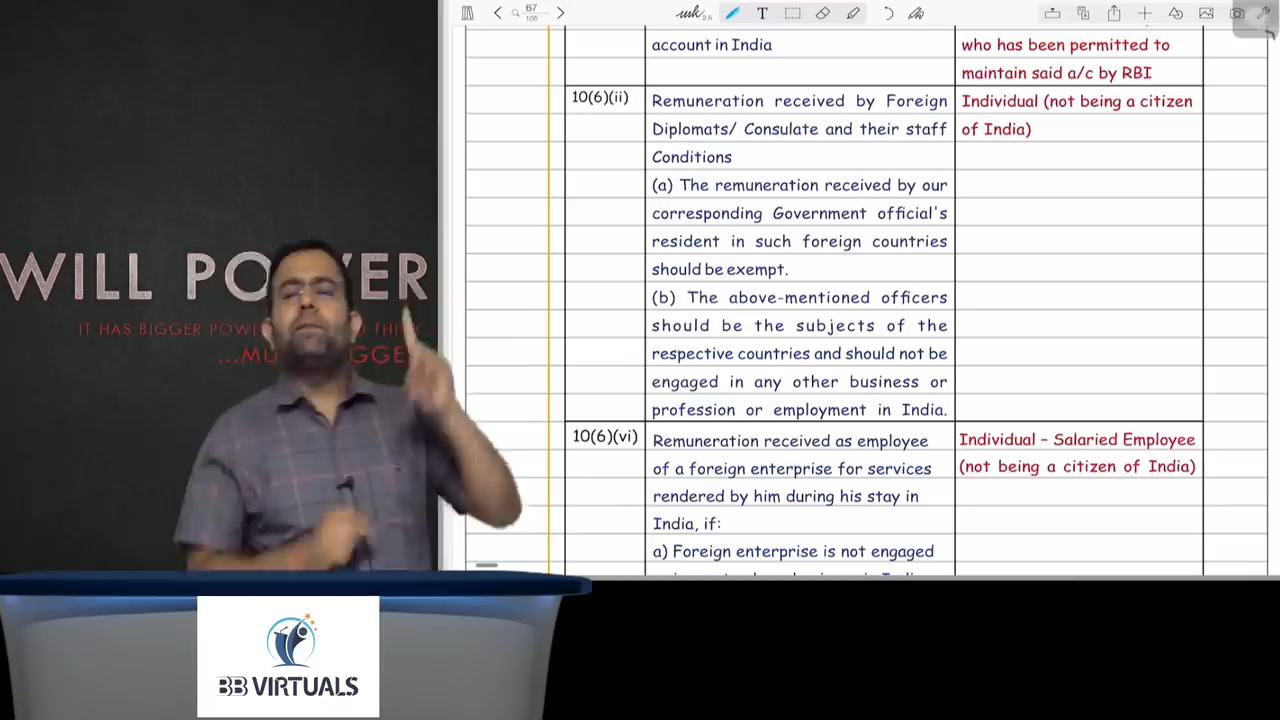 67
105
T
account in India
who has been permitted to
maintain said a/c by RBI
10(6)(ii)
Remuneration received by Foreign
Diplomats/ Consulate and their staff
Conditions
(a) The remuneration received by our
corresponding Government official's
resident in such foreign countries
should be exempt.
(b) The above-mentioned officers
should be the subjects of the
respective countries and should not be
engaged in any other business or
profession or employment in India.
Individual (not being a citizen
of India)
10(6)(vi)
Remuneration received as employee
of a foreign enterprise for services
rendered by him during his stay in
India, if:
a) Foreign enterprise is not engaged
Individual – Salaried Employee
(not being a citizen of India)
WILL PO ER
IT HAS BIGGER
BB VIRTUALS